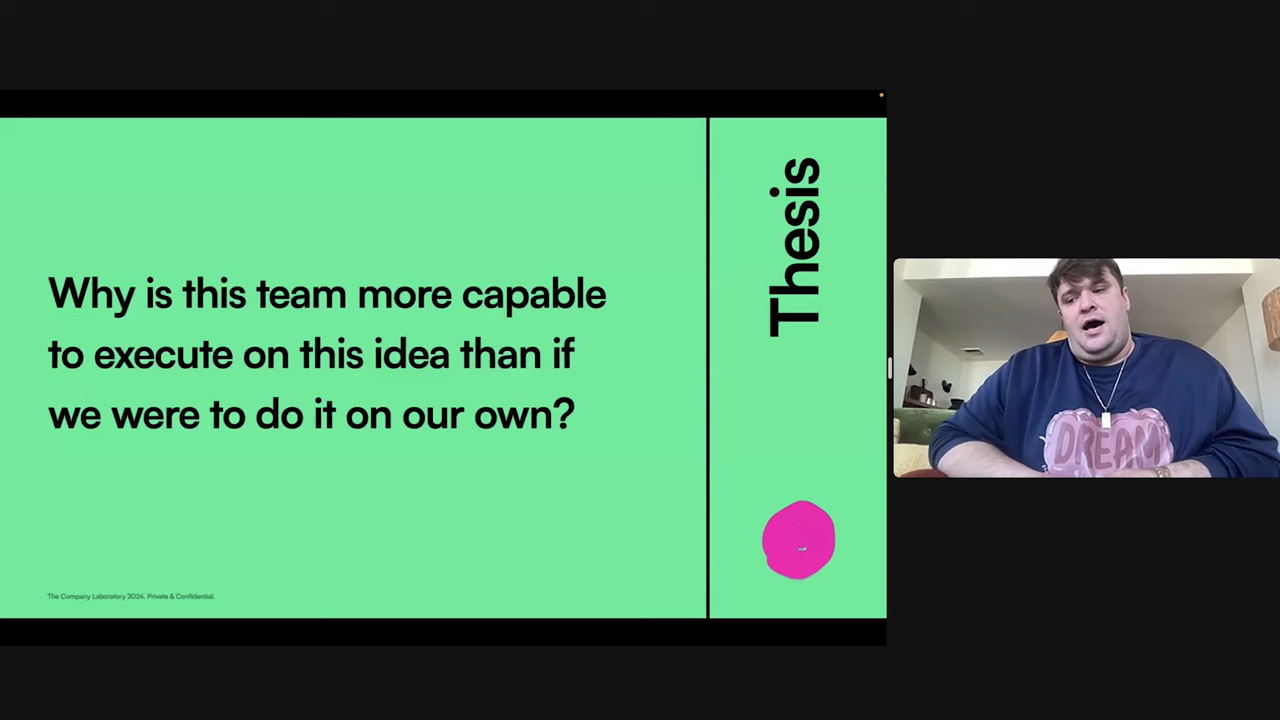 Why is this team more capable
to execute on this idea than if
we were to do it on our own?
Thesis
The Company Laboratory 2024. Private & Confidential.
DREAM